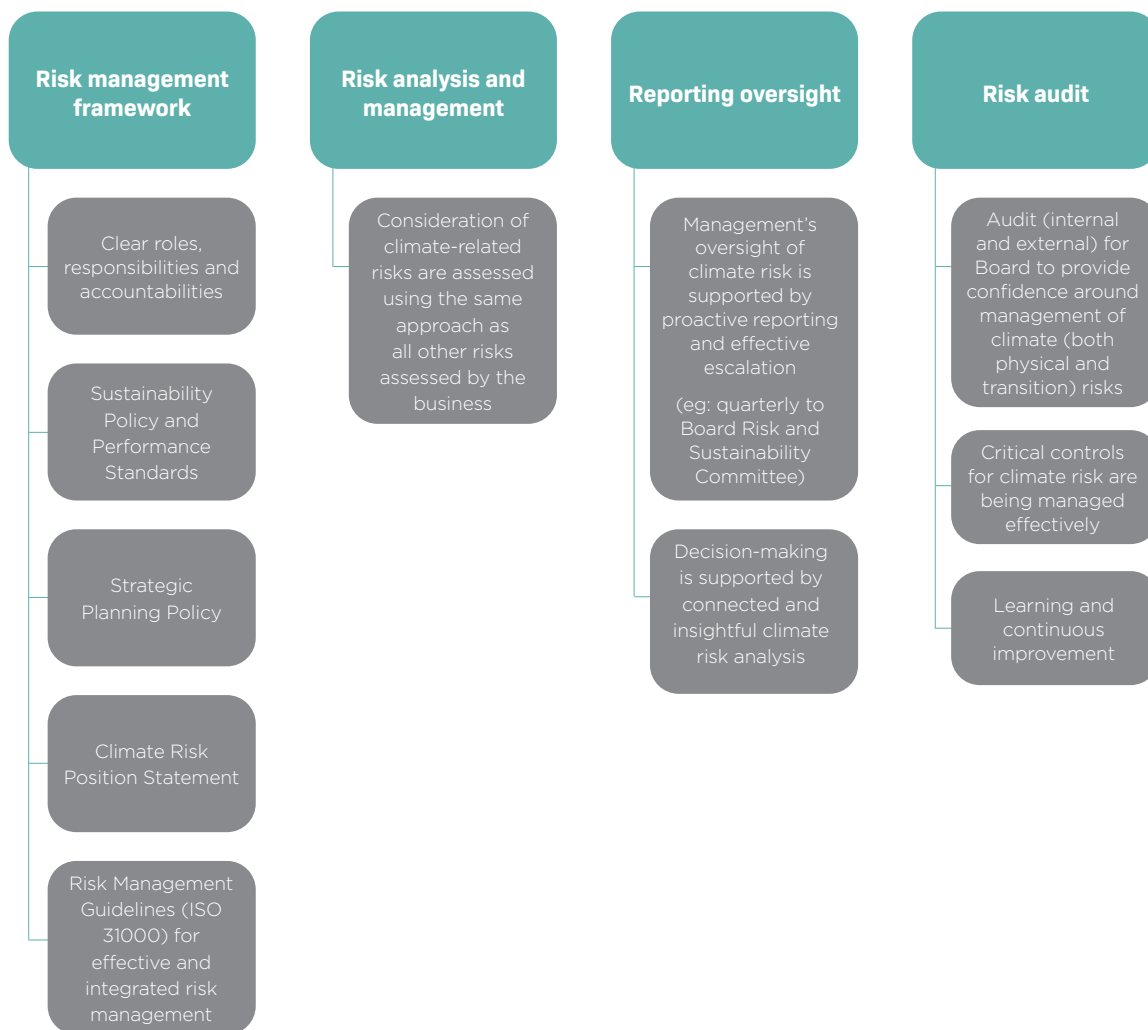 Risk management
framework
Clear roles,
responsibilities and
accountabilities
Sustainability
Policy and
Performance
Standards
Strategic
Planning Policy
Climate Risk
Position Statement
Risk Management
Guidelines (ISO
31000) for
effective and
integrated risk
management
Risk analysis and
management
Consideration of
climate-related
risks are assessed
using the same
approach as
all other risks
assessed by the
business
Reporting oversight
Management’s
oversight of
climate risk is
supported by
proactive reporting
and effective
escalation
(eg: quarterly to
Board Risk and
Sustainability
Committee)
Decision-making
is supported by
connected and
insightful climate
risk analysis
Risk audit
Audit (internal
and external) for
Board to provide
confidence around
management of
climate (both
physical and
transition) risks
Critical controls
for climate risk are
being managed
effectively
Learning and
continuous
improvement